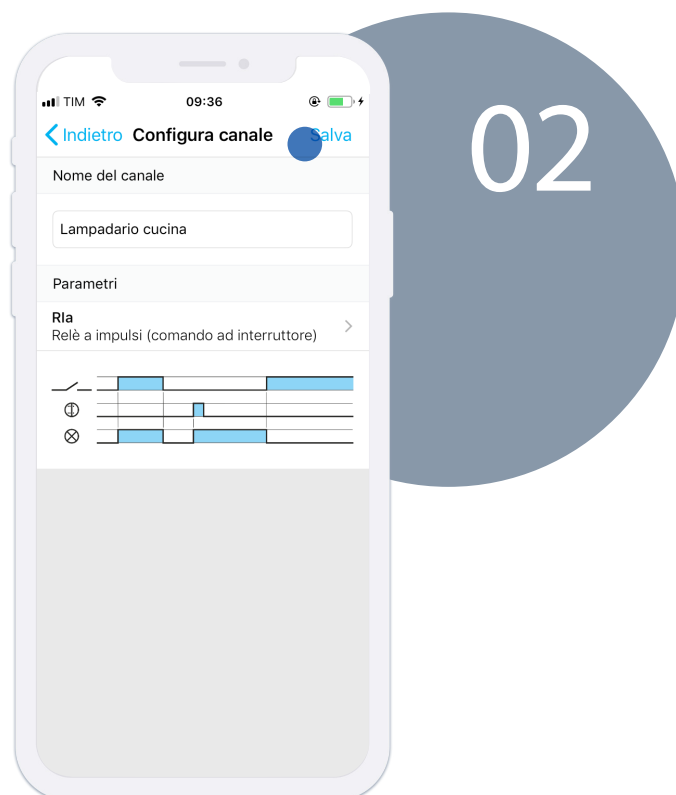 02
TIM 09:36
Indietro Configura canale Salva
Nome del canale
Lampadario cucina
Parametri
RIa
Relè a impulsi (comando ad interruttore)